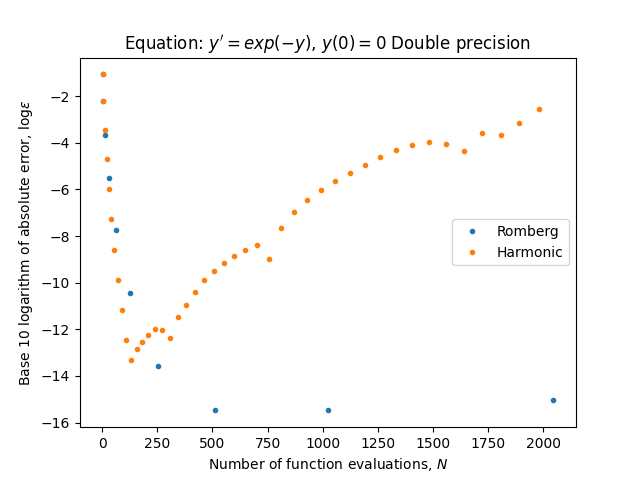 Equation: y' = exp(−y), y(0) = 0 Double precision
Base 10 logarithm of absolute error, logε
−2
−4
−6
−8
−10
−12
−14
−16
Romberg
Harmonic
0 250 500 750 1000 1250 1500 1750 2000
Number of function evaluations, N